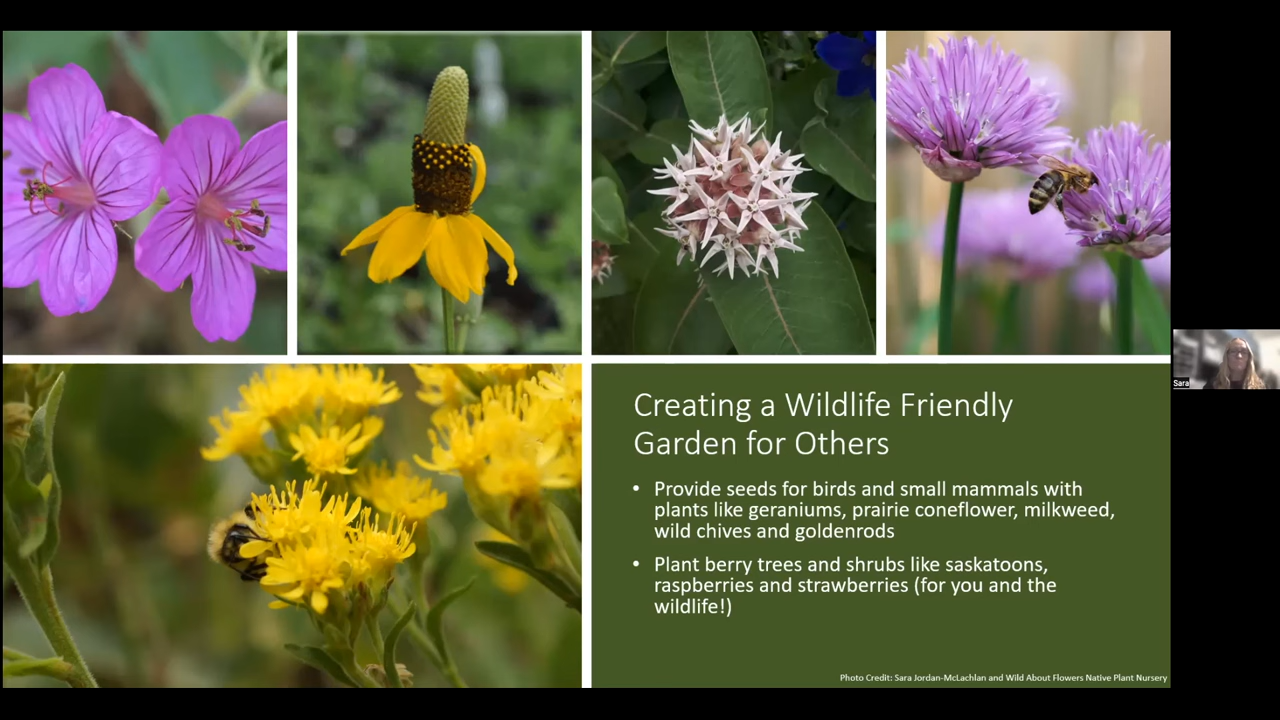 Creating a Wildlife Friendly
Garden for Others
• Provide seeds for birds and small mammals with
plants like geraniums, prairie coneflower, milkweed,
wild chives and goldenrods
• Plant berry trees and shrubs like saskatoons,
raspberries and strawberries (for you and the
wildlife!)
Photo Credit: Sara Jordan-McLachlan and Wild About Flowers Native Plant Nursery
Sara